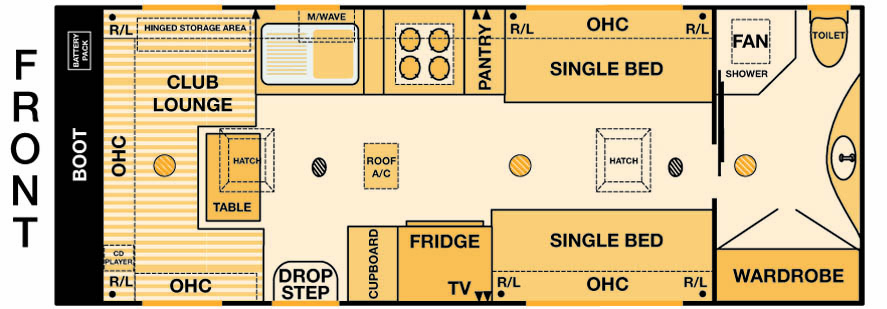 FRONT
BATTERY PACK
BOOT
R/L
HINGED STORAGE AREA
CLUB
LOUNGE
OHC
CD
PLAYER
R/L
OHC
HATCH
TABLE
M/WAVE
PANTRY
ROOF
A/C
DROP
STEP
CUPBOARD
FRIDGE
TV
R/L
OHC
R/L
SINGLE BED
HATCH
SINGLE BED
R/L
OHC
R/L
FAN
SHOWER
TOILET
WARDROBE